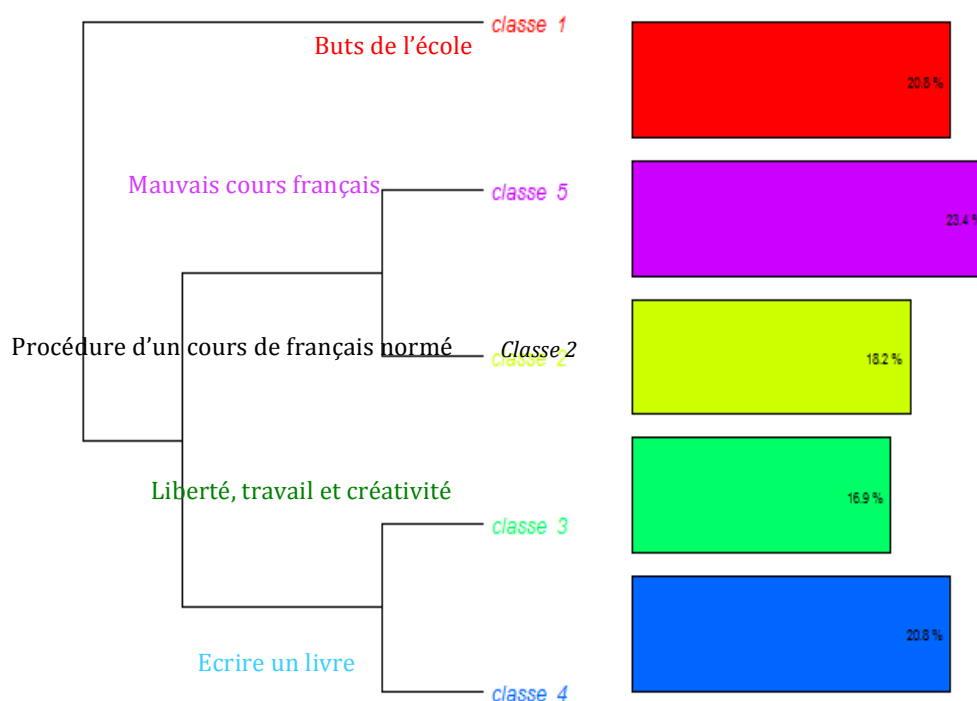 classe 1
Buts de l'école
20.8 %
Mauvais cours français
classe 5
23.4 %
Procédure d'un cours de français normé
Classe 2
classe 2
18.2 %
Liberté, travail et créativité
16.9 %
classe 3
20.8 %
Ecrire un livre
classe 4